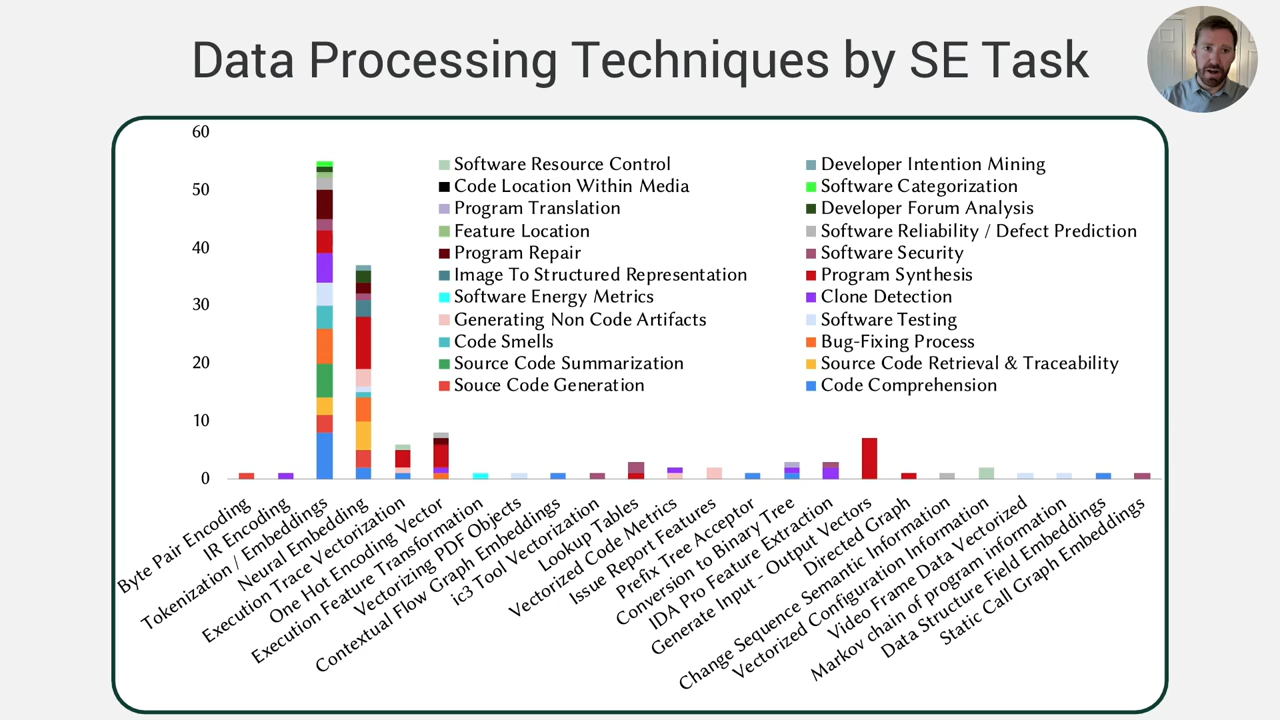 Data Processing Techniques by SE Task
60
50
40
30
20
10
0
Software Resource Control
Code Location Within Media
Program Translation
Feature Location
Program Repair
Image To Structured Representation
Software Energy Metrics
Generating Non Code Artifacts
Code Smells
Source Code Summarization
Souce Code Generation
Developer Intention Mining
Software Categorization
Developer Forum Analysis
Software Reliability / Defect Prediction
Software Security
Program Synthesis
Clone Detection
Software Testing
Bug-Fixing Process
Source Code Retrieval & Traceability
Code Comprehension
Byte Pair Encoding
IR Encoding
Tokenization / Embeddings
Neural Embedding
Execution Trace Vectorization
One Hot Encoding Vector
Execution Feature Transformation
Vectorizing PDF Objects
Contextual Flow Graph Embeddings
ic3 Tool Vectorization
Lookup Tables
Vectorized Code Metrics
Issue Report Features
Prefix Tree Acceptor
Conversion to Binary Tree
IDA Pro Feature Extraction
Generate Input - Output Vectors
Directed Graph
Change Sequence Semantic Information
Vectorized Configuration Information
Video Frame Data Vectorized
Markov chain of program information
Data Structure Field Embeddings
Static Call Graph Embeddings